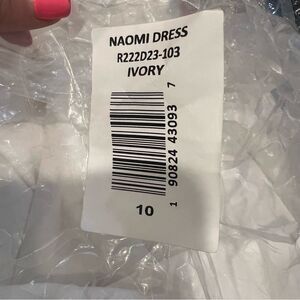 NAOMI DRESS
R222D23-103
IVORY
1 90824 43093 7
10